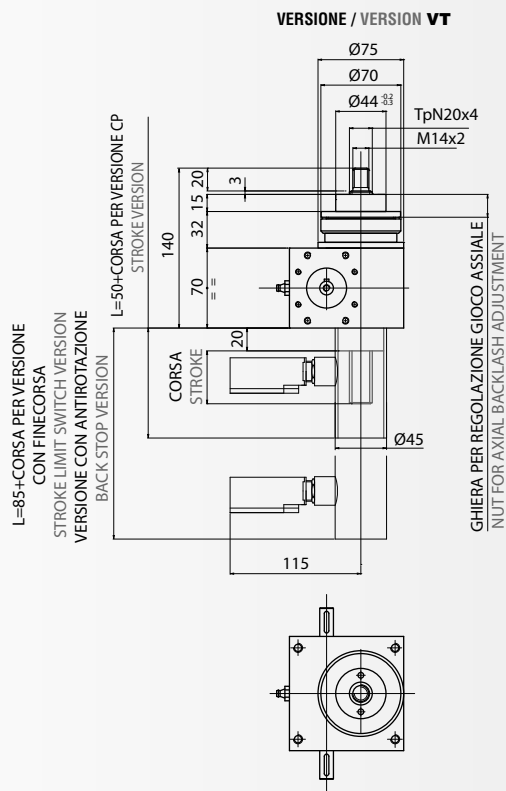 VERSIONE / VERSION VT
Ø75
Ø70
Ø44 -0.2 -0.3
TpN20x4
M14x2
20
3
15
32
140
70
= =
L=50+CORSA PER VERSIONE CP
STROKE VERSION
20
CORSA
STROKE
L=85+CORSA PER VERSIONE
CON FINECORSA
STROKE LIMIT SWITCH VERSION
VERSIONE CON ANTIROTAZIONE
BACK STOP VERSION
Ø45
GHIERA PER REGOLAZIONE GIOCO ASSIALE
NUT FOR AXIAL BACKLASH ADJUSTMENT
115